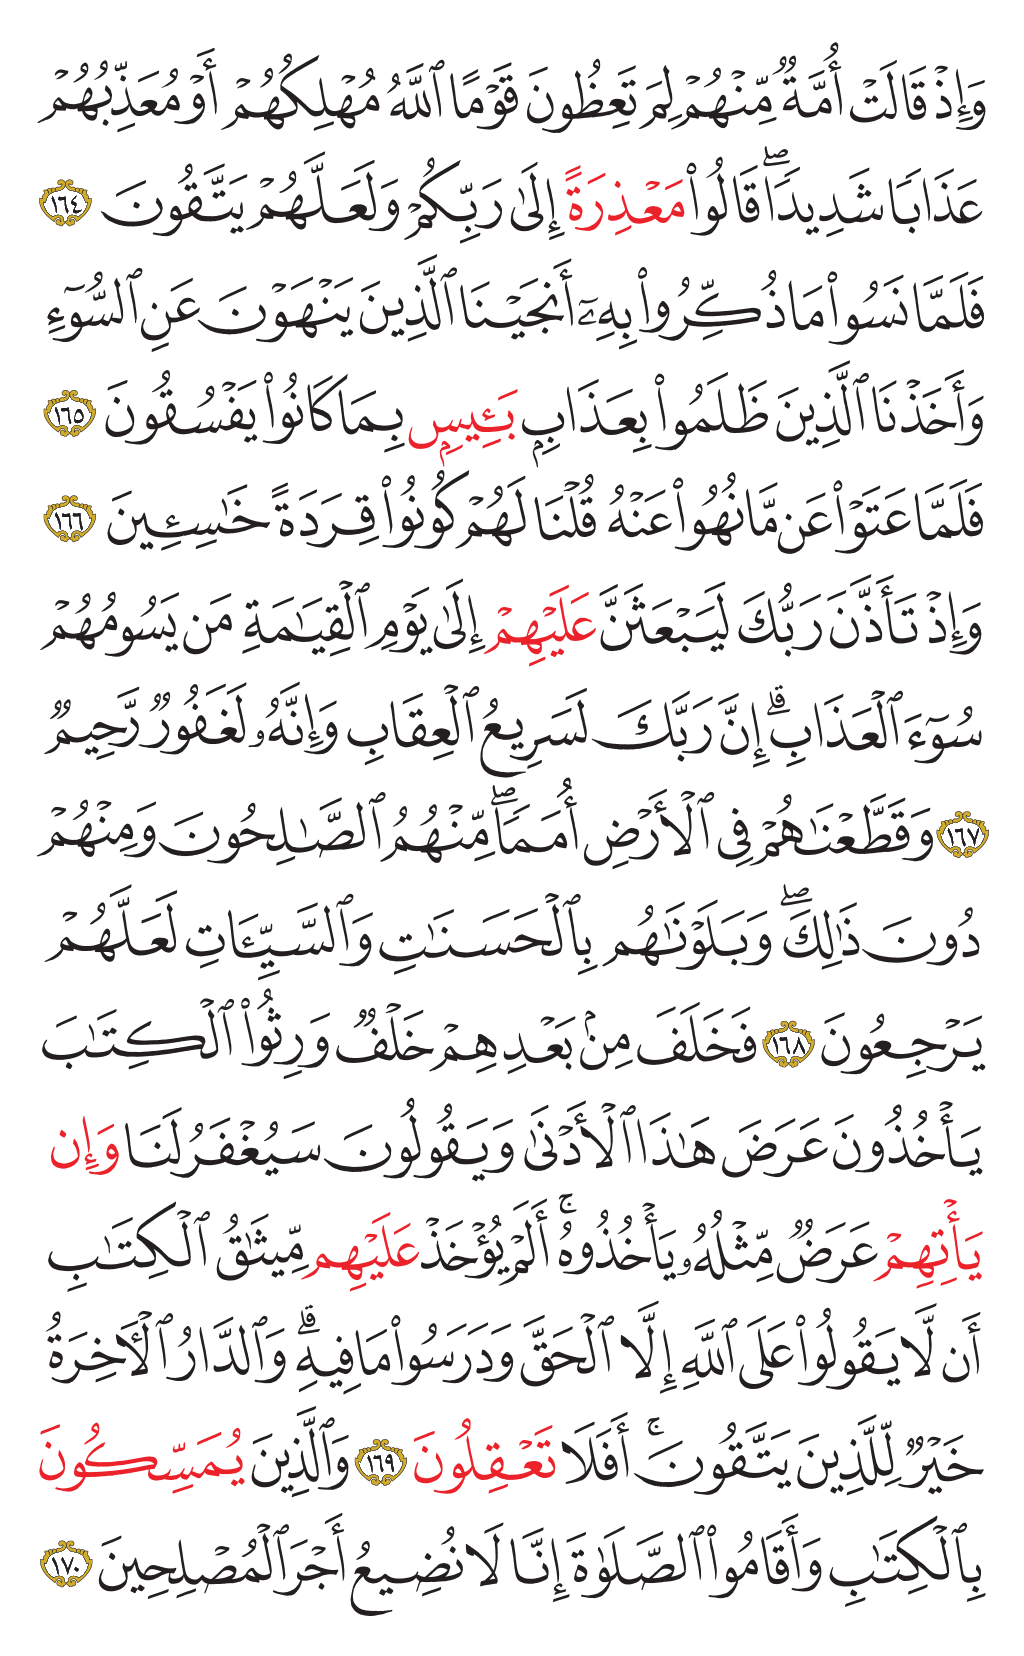 وَإِذْ قَالَتْ أُمَّةٌ مِّنْهُمْ لِمَ تَعِظُونَ قَوْمًا ٱللَّهُ مُهْلِكُهُمْ أَوْ مُعَذِّبُهُمْ
عَذَابًا شَدِيدًاۖ قَالُوا۟ مَعْذِرَةً إِلَىٰ رَبِّكُمْ وَلَعَلَّهُمْ يَتَّقُونَ ١٦٤
فَلَمَّا نَسُوا۟ مَا ذُكِّرُوا۟ بِهِۦٓ أَنجَيْنَا ٱلَّذِينَ يَنْهَوْنَ عَنِ ٱلسُّوٓءِ
وَأَخَذْنَا ٱلَّذِينَ ظَلَمُوا۟ بِعَذَابِۭ بَـِٔيسِۭ بِمَا كَانُوا۟ يَفْسُقُونَ ١٦٥
فَلَمَّا عَتَوْا۟ عَن مَّا نُهُوا۟ عَنْهُ قُلْنَا لَهُمْ كُونُوا۟ قِرَدَةً خَـٰسِـِٔينَ ١٦٦
وَإِذْ تَأَذَّنَ رَبُّكَ لَيَبْعَثَنَّ عَلَيْهِمْ إِلَىٰ يَوْمِ ٱلْقِيَـٰمَةِ مَن يَسُومُهُمْ
سُوٓءَ ٱلْعَذَابِۗ إِنَّ رَبَّكَ لَسَرِيعُ ٱلْعِقَابِ وَإِنَّهُۥ لَغَفُورٌ رَّحِيمٌ
١٦٧ وَقَطَّعْنَـٰهُمْ فِى ٱلْأَرْضِ أُمَمًاۖ مِّنْهُمُ ٱلصَّـٰلِحُونَ وَمِنْهُمْ
دُونَ ذَٰلِكَۖ وَبَلَوْنَـٰهُم بِٱلْحَسَنَـٰتِ وَٱلسَّيِّـَٔاتِ لَعَلَّهُمْ
يَرْجِعُونَ ١٦٨ فَخَلَفَ مِنۢ بَعْدِهِمْ خَلْفٌ وَرِثُوا۟ ٱلْكِتَـٰبَ
يَأْخُذُونَ عَرَضَ هَـٰذَا ٱلْأَدْنَىٰ وَيَقُولُونَ سَيُغْفَرُ لَنَا وَإِن
يَأْتِهِمْ عَرَضٌ مِّثْلُهُۥ يَأْخُذُوهُۚ أَلَمْ يُؤْخَذْ عَلَيْهِم مِّيثَـٰقُ ٱلْكِتَـٰبِ
أَن لَّا يَقُولُوا۟ عَلَى ٱللَّهِ إِلَّا ٱلْحَقَّ وَدَرَسُوا۟ مَا فِيهِۗ وَٱلدَّارُ ٱلْـَٔاخِرَةُ
خَيْرٌ لِّلَّذِينَ يَتَّقُونَۚ أَفَلَا تَعْقِلُونَ ١٦٩ وَٱلَّذِينَ يُمَسِّكُونَ
بِٱلْكِتَـٰبِ وَأَقَامُوا۟ ٱلصَّلَوٰةَ إِنَّا لَا نُضِيعُ أَجْرَ ٱلْمُصْلِحِينَ ١٧٠